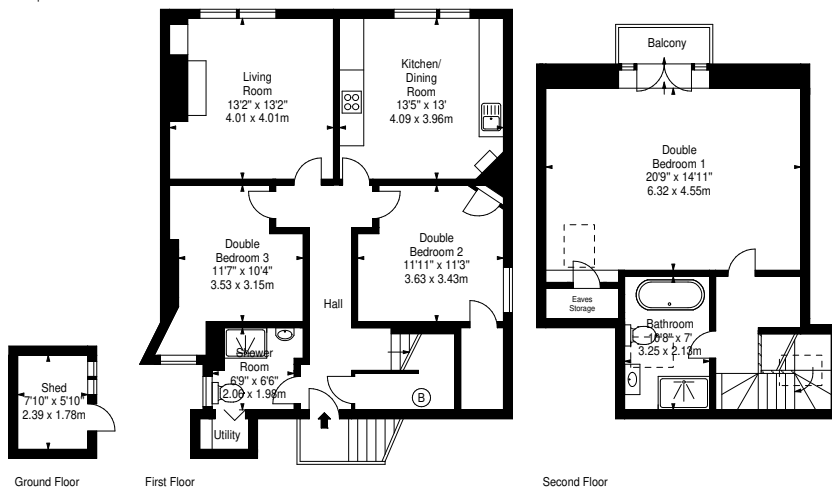 Living
Room
13'2" x 13'2"
4.01 x 4.01m
Kitchen/
Dining
Room
13'5" x 13'
4.09 x 3.96m
Double
Bedroom 3
11'7" x 10'4"
3.53 x 3.15m
Double
Bedroom 2
11'11" x 11'3"
3.63 x 3.43m
Hall
Shower
Room
6'9" x 6'6"
2.06 x 1.98m
Utility
B
Shed
7'10" x 5'10"
2.39 x 1.78m
Balcony
Double
Bedroom 1
20'9" x 14'11"
6.32 x 4.55m
Eaves
Storage
Bathroom
10'8" x 7'
3.25 x 2.13m
Ground Floor
First Floor
Second Floor